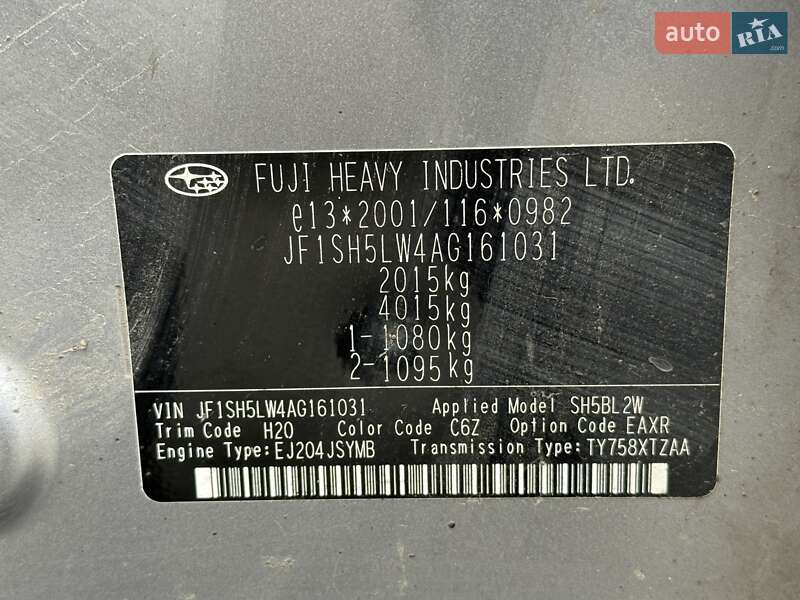 auto RIA.com
FUJI HEAVY INDUSTRIES LTD.
e13*2001/116*0982
JF1SH5LW4AG161031
2015kg
4015kg
1-1080kg
2-1095kg
VIN JF1SH5LW4AG161031 Applied Model SH5BL2W
Trim Code H20 Color Code C6Z Option Code EAXR
Engine Type:EJ204JSYMB Transmission Type:TY758XTZAA